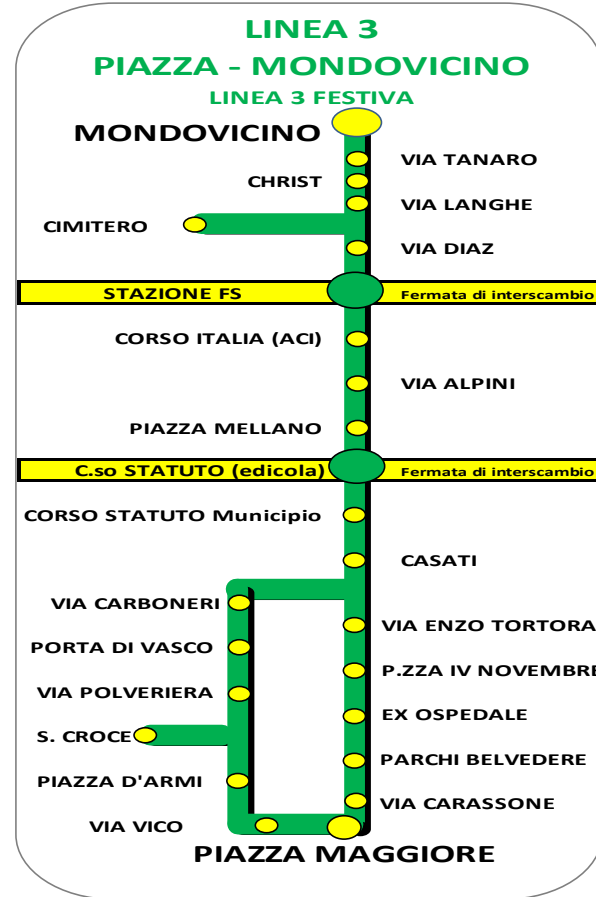 LINEA 3
PIAZZA - MONDOVICINO
LINEA 3 FESTIVA
MONDOVICINO
VIA TANARO
CHRIST
VIA LANGHE
CIMITERO
VIA DIAZ
STAZIONE FS Fermata di interscambio
CORSO ITALIA (ACI)
VIA ALPINI
PIAZZA MELLANO
C.so STATUTO (edicola) Fermata di interscambio
CORSO STATUTO Municipio
CASATI
VIA CARBONERI
VIA ENZO TORTORA
PORTA DI VASCO
P.ZZA IV NOVEMBRE
VIA POLVERIERA
EX OSPEDALE
S. CROCE
PARCHI BELVEDERE
PIAZZA D'ARMI
VIA CARASSONE
VIA VICO
PIAZZA MAGGIORE